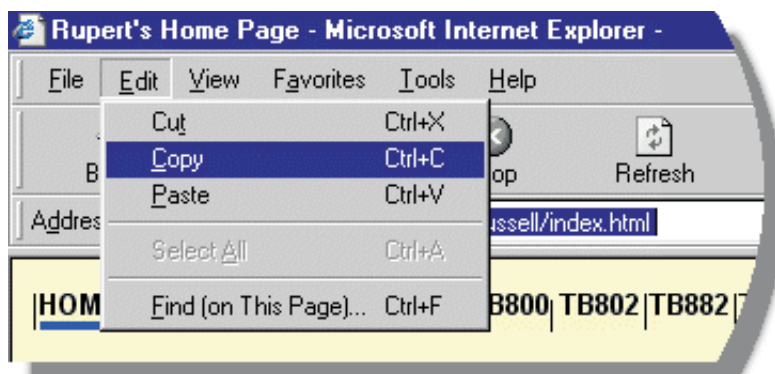 Rupert's Home Page - Microsoft Internet Explorer -
File Edit View Favorites Tools Help
Cut Ctrl+X
Copy Ctrl+C
Paste Ctrl+V
Select All Ctrl+A
Find (on This Page)... Ctrl+F
B op Refresh
Addres ussell/index.html
HOM B800 TB802 TB882